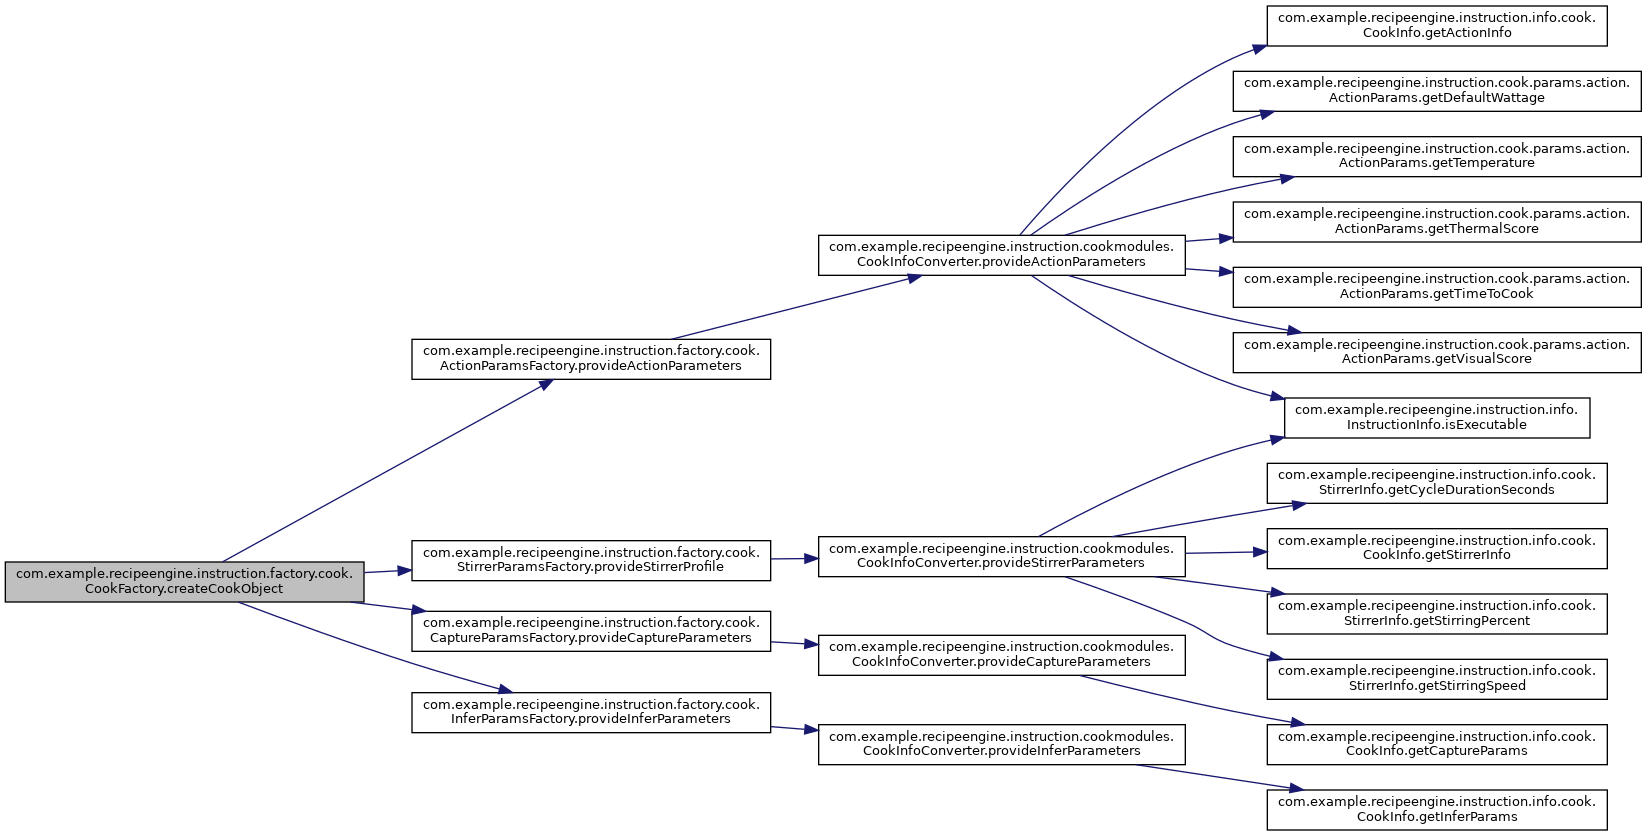 com.example.recipeengine.instruction.factory.cook.
CookFactory.createCookObject
com.example.recipeengine.instruction.factory.cook.
ActionParamsFactory.provideActionParameters
com.example.recipeengine.instruction.factory.cook.
StirrerParamsFactory.provideStirrerProfile
com.example.recipeengine.instruction.factory.cook.
CaptureParamsFactory.provideCaptureParameters
com.example.recipeengine.instruction.factory.cook.
InferParamsFactory.provideInferParameters
com.example.recipeengine.instruction.cookmodules.
CookInfoConverter.provideActionParameters
com.example.recipeengine.instruction.cookmodules.
CookInfoConverter.provideStirrerParameters
com.example.recipeengine.instruction.cookmodules.
CookInfoConverter.provideCaptureParameters
com.example.recipeengine.instruction.cookmodules.
CookInfoConverter.provideInferParameters
com.example.recipeengine.instruction.info.cook.
CookInfo.getActionInfo
com.example.recipeengine.instruction.cook.params.action.
ActionParams.getDefaultWattage
com.example.recipeengine.instruction.cook.params.action.
ActionParams.getTemperature
com.example.recipeengine.instruction.cook.params.action.
ActionParams.getThermalScore
com.example.recipeengine.instruction.cook.params.action.
ActionParams.getTimeToCook
com.example.recipeengine.instruction.cook.params.action.
ActionParams.getVisualScore
com.example.recipeengine.instruction.info.
InstructionInfo.isExecutable
com.example.recipeengine.instruction.info.cook.
StirrerInfo.getCycleDurationSeconds
com.example.recipeengine.instruction.info.cook.
CookInfo.getStirrerInfo
com.example.recipeengine.instruction.info.cook.
StirrerInfo.getStirringPercent
com.example.recipeengine.instruction.info.cook.
StirrerInfo.getStirringSpeed
com.example.recipeengine.instruction.info.cook.
CookInfo.getCaptureParams
com.example.recipeengine.instruction.info.cook.
CookInfo.getInferParams